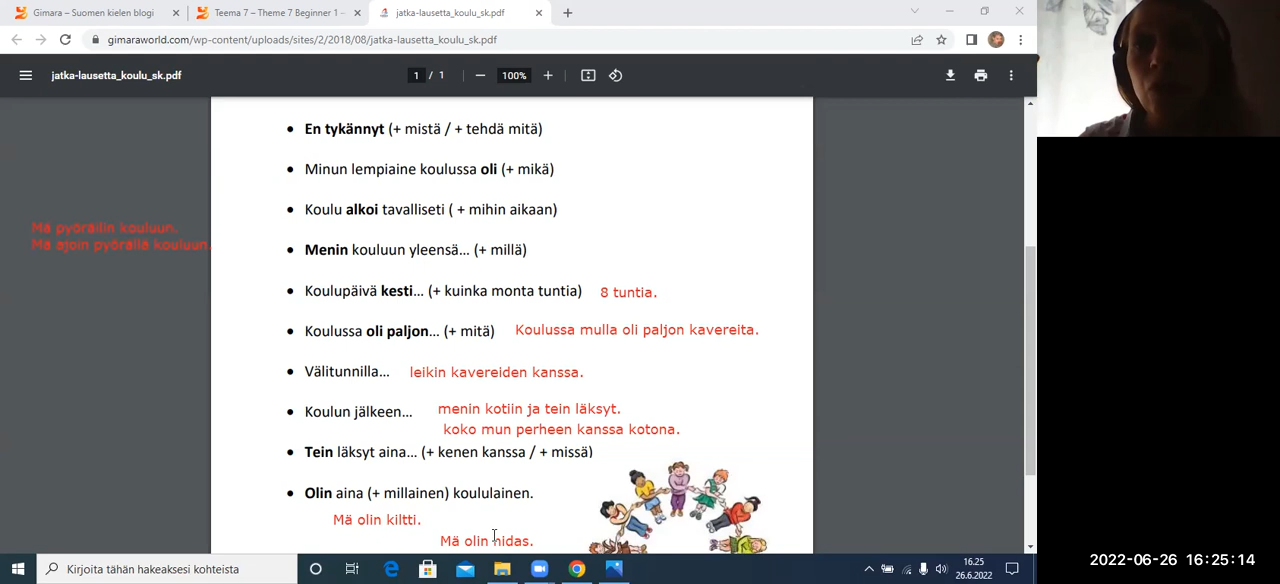 Gimara – Suomen kielen blogi
Teema 7 – Theme 7 Beginner 1 –
jatka-lausetta_koulu_sk.pdf
gimaraworld.com/wp-content/uploads/sites/2/2018/08/jatka-lausetta_koulu_sk.pdf
jatka-lausetta_koulu_sk.pdf
1 / 1
100%
En tykännyt (+ mistä / + tehdä mitä)
Minun lempiaine koulussa oli (+ mikä)
Koulu alkoi tavalliseti ( + mihin aikaan)
Mä pyöräilin kouluun.
Mä ajoin pyörällä kouluun.
Menin kouluun yleensä... (+ millä)
Koulupäivä kesti... (+ kuinka monta tuntia) 8 tuntia.
Koulussa oli paljon... (+ mitä) Koulussa mulla oli paljon kavereita.
Välitunnilla... leikin kavereiden kanssa.
Koulun jälkeen... menin kotiin ja tein läksyt.
koko mun perheen kanssa kotona.
Tein läksyt aina... (+ kenen kanssa / + missä)
Olin aina (+ millainen) koululainen.
Mä olin kiltti.
Mä olin hidas.
Kirjoita tähän hakeaksesi kohteista
16.25
26.6.2022
2022-06-26 16:25:14